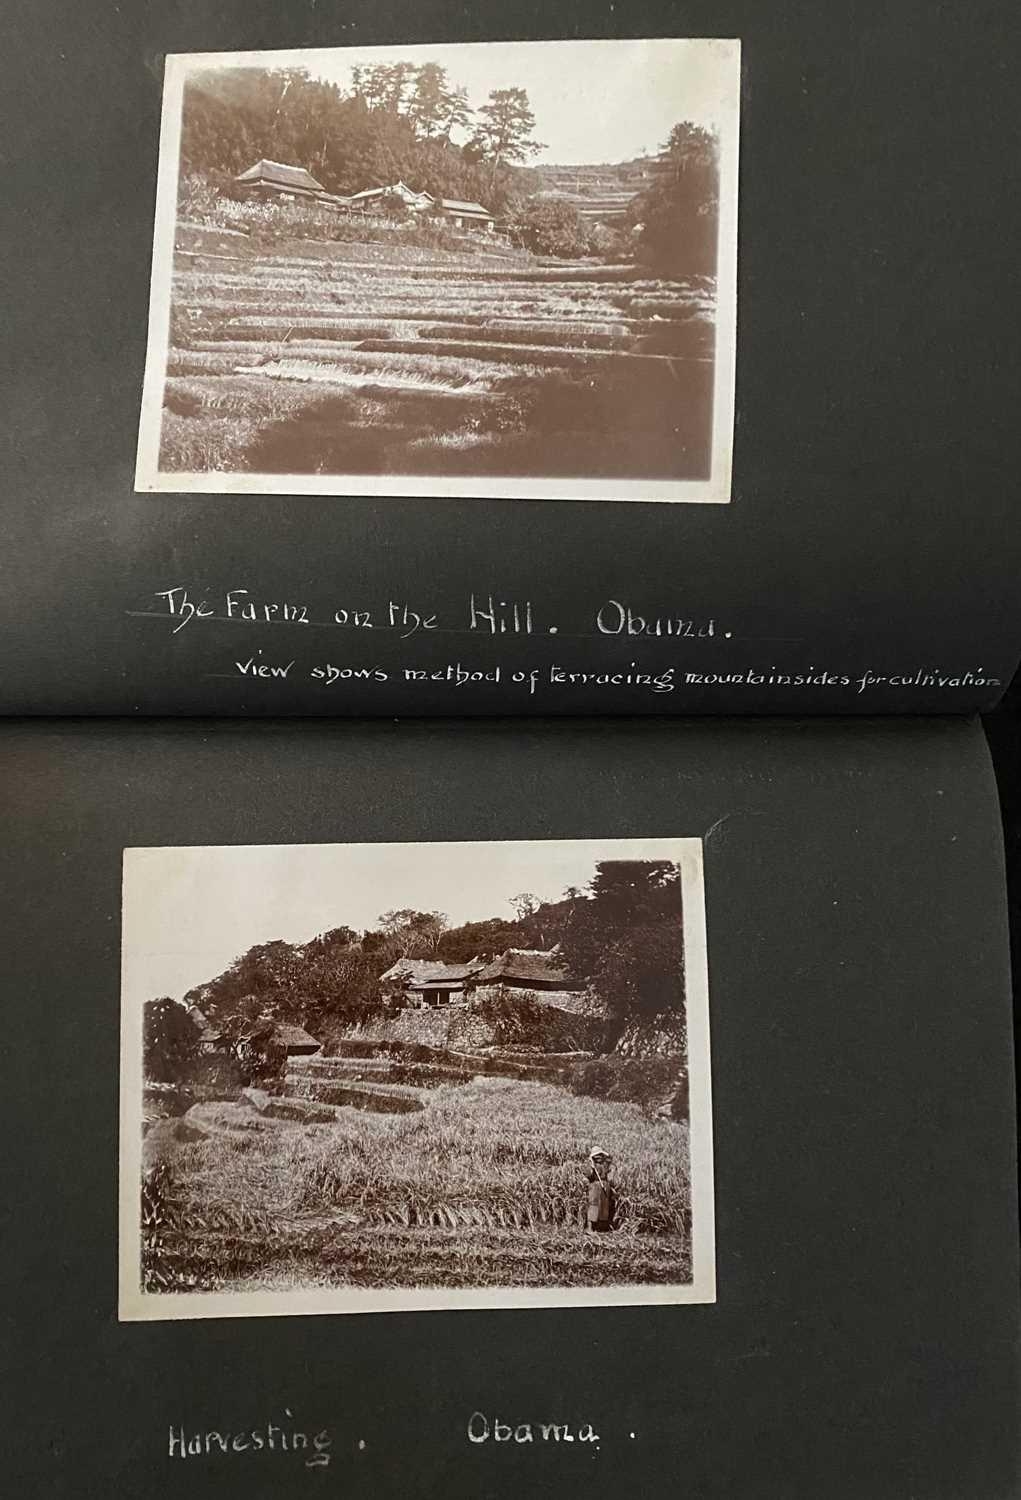 The Farm on the Hill. Obama.
View shows method of terracing mountainsides for cultivation
Harvesting. Obama.